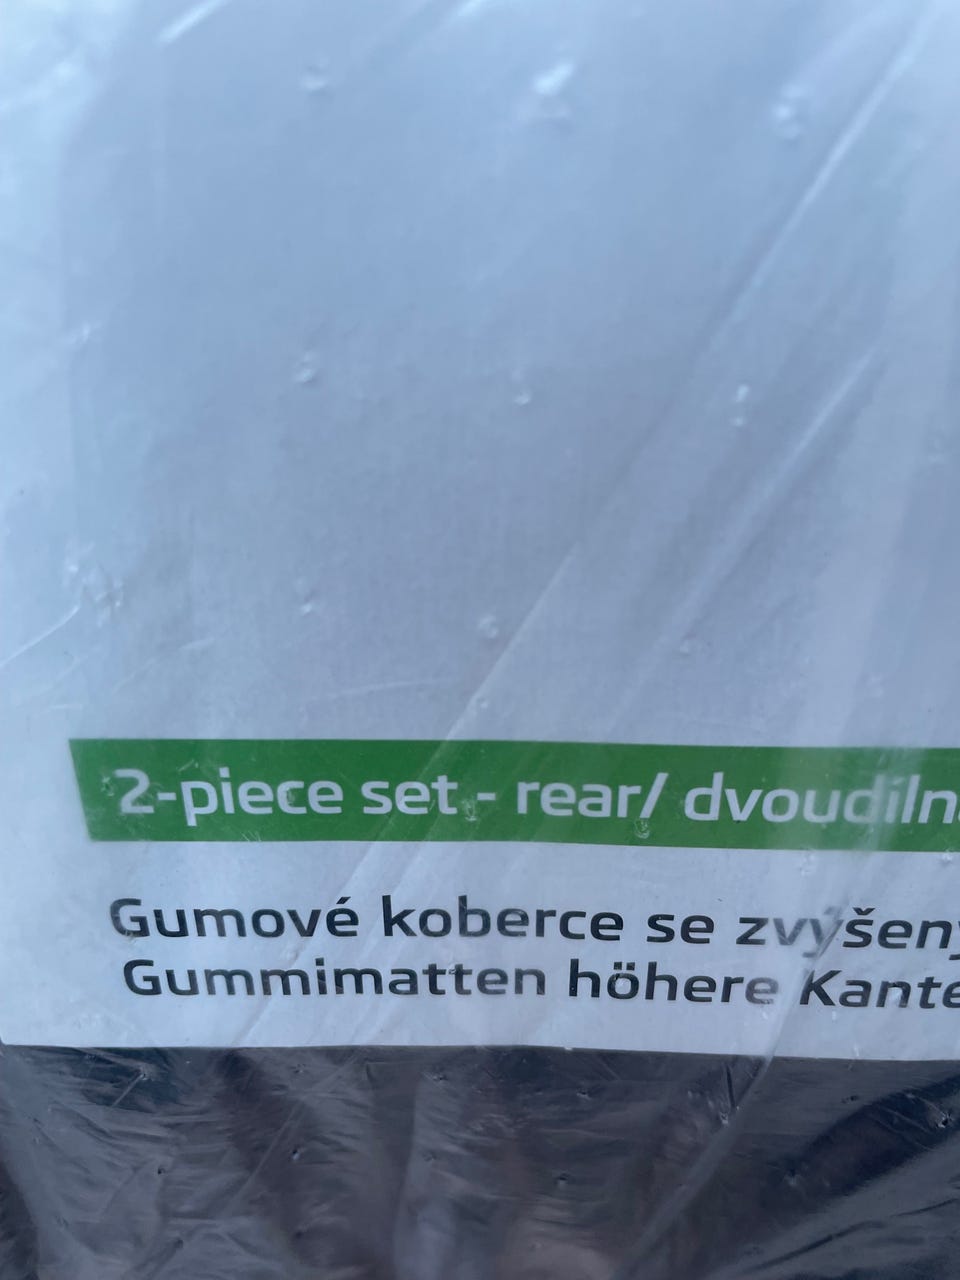 2-piece set - rear/ dvoudíln
Gumové koberce se zvýšen
Gummimatten höhere Kante